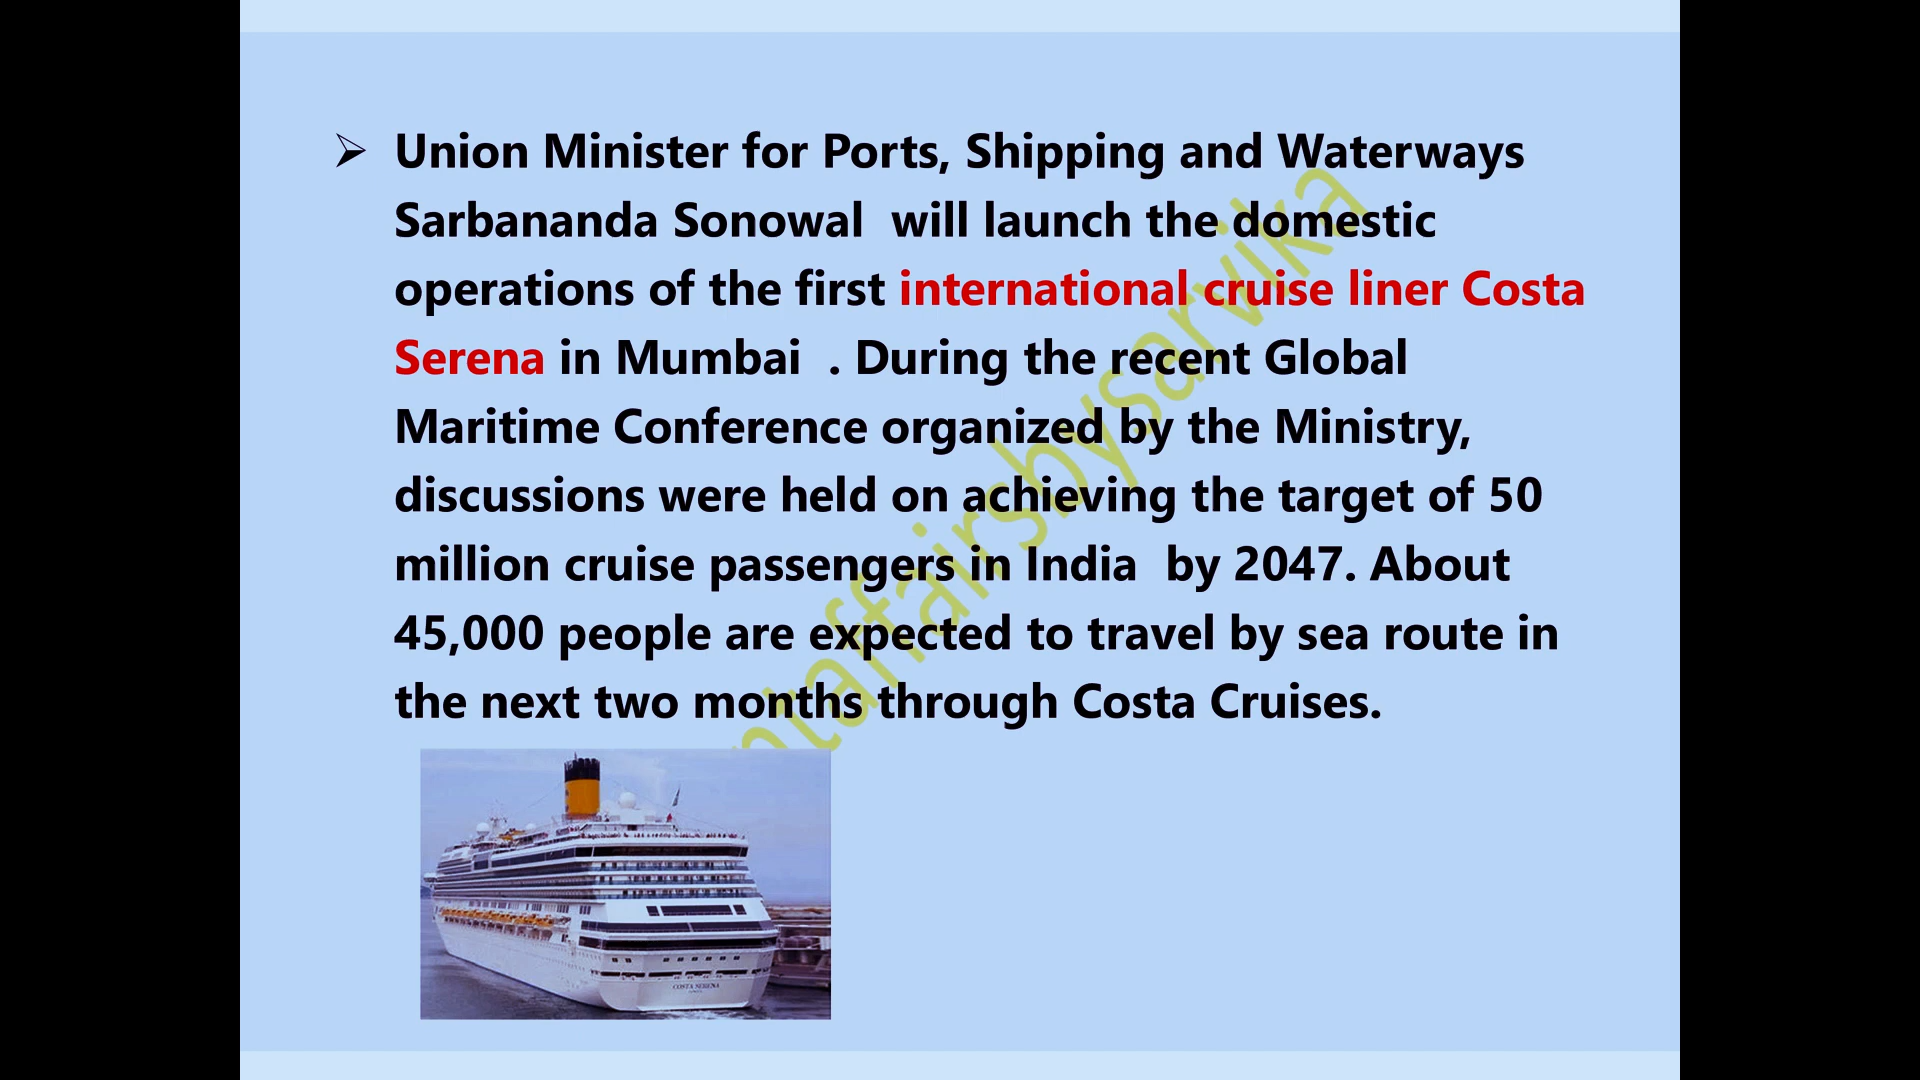 Union Minister for Ports, Shipping and Waterways
Sarbananda Sonowal will launch the domestic
operations of the first international cruise liner Costa
Serena in Mumbai . During the recent Global
Maritime Conference organized by the Ministry,
discussions were held on achieving the target of 50
million cruise passengers in India by 2047. About
45,000 people are expected to travel by sea route in
the next two months through Costa Cruises.
ntaffairsbysarvika
COSTA SERENA